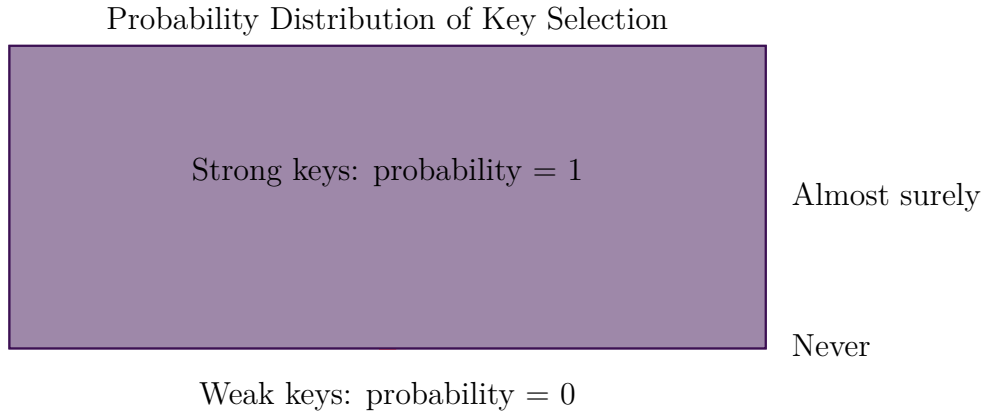 Probability Distribution of Key Selection
Strong keys: probability = 1
Almost surely
Never
Weak keys: probability = 0